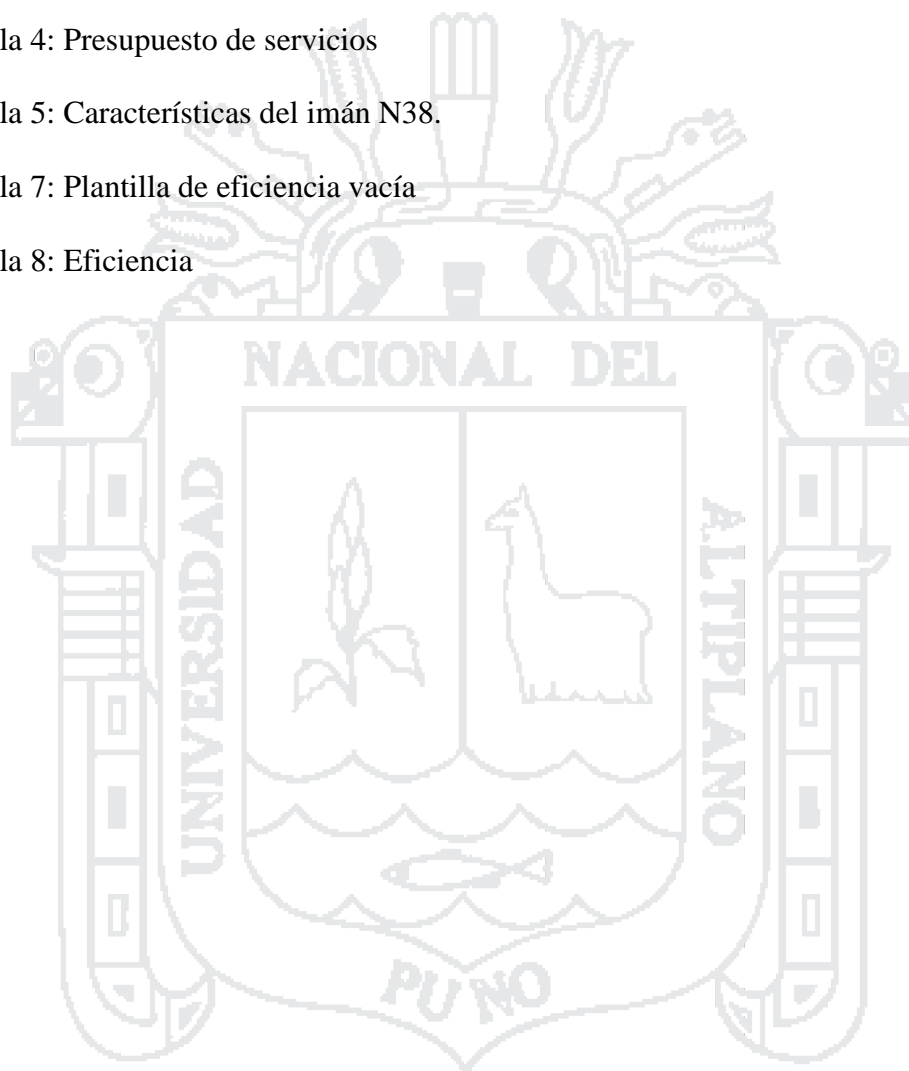 la 4: Presupuesto de servicios
la 5: Características del imán N38.
la 7: Plantilla de eficiencia vacía
la 8: Eficiencia
NACIONAL DEL
UNIVERSIDAD
ALTIPLANO
PUNO